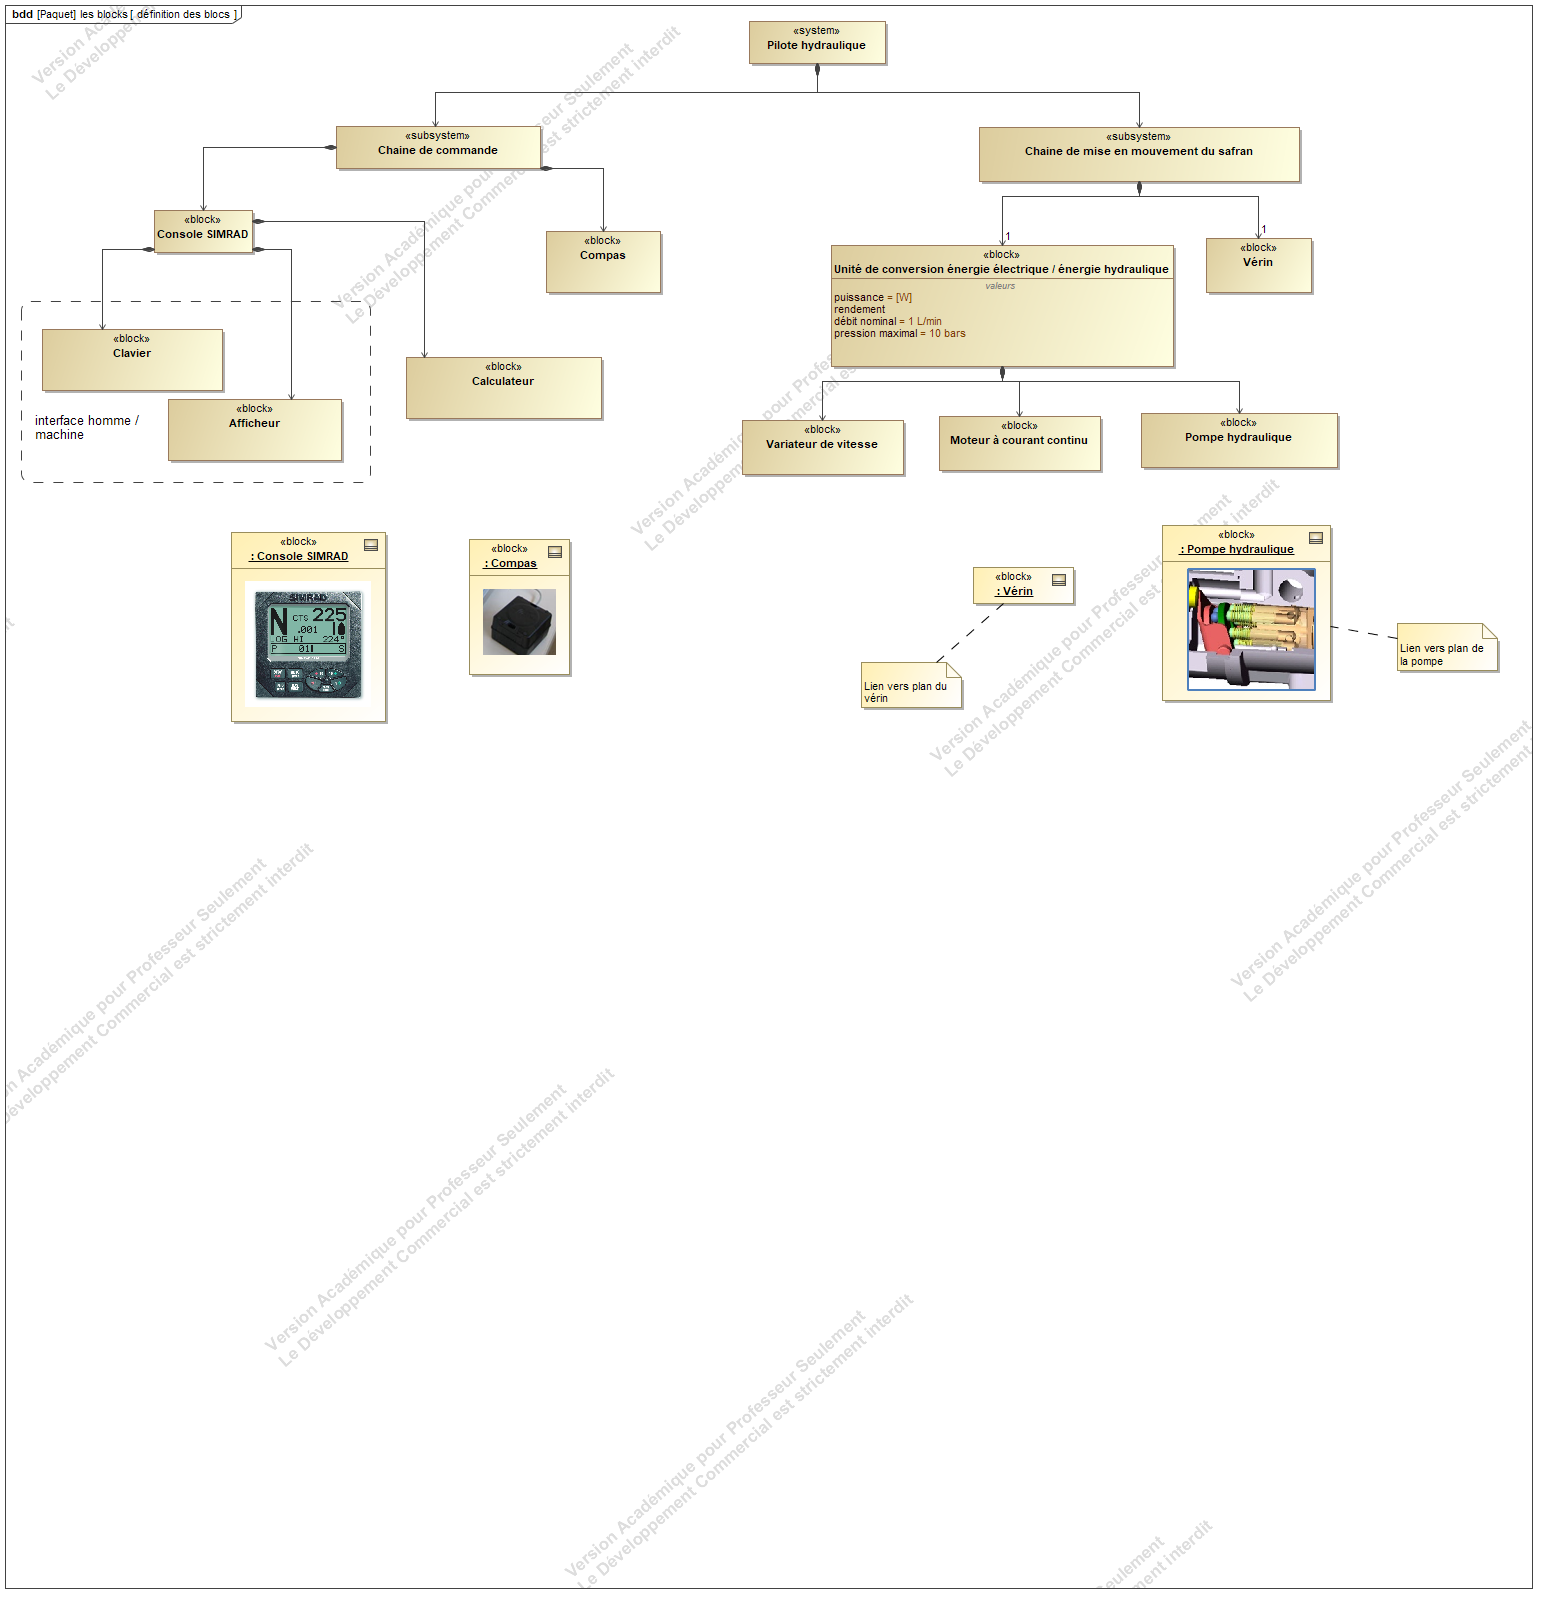 bdd [Paquet] les blocks [ définition des blocs ]
«system»
Pilote hydraulique
«subsystem»
Chaine de commande
«subsystem»
Chaine de mise en mouvement du safran
«block»
Console SIMRAD
«block»
Compas
1
«block»
Unité de conversion énergie électrique / énergie hydraulique
valeurs
puissance = [W]
rendement
débit nominal = 1 L/min
pression maximal = 10 bars
1
«block»
Vérin
«block»
Clavier
«block»
Afficheur
interface homme /
machine
«block»
Calculateur
«block»
Variateur de vitesse
«block»
Moteur à courant continu
«block»
Pompe hydraulique
«block»
: Console SIMRAD
SIMRAD
N CTS 225
.001
224°
P 01 S
«block»
: Compas
«block»
: Vérin
Lien vers plan du
vérin
«block»
: Pompe hydraulique
Lien vers plan de
la pompe
Version Académique pour Professeur Seulement
Le Développement Commercial est strictement interdit